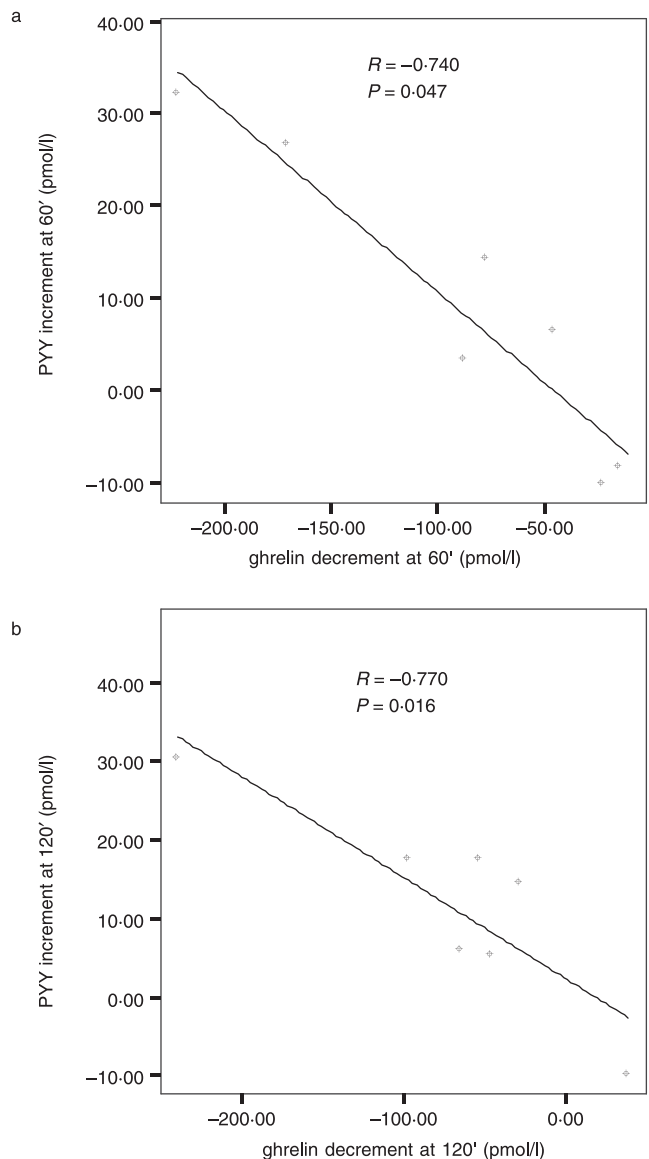 a
40·00
R = –0·740
P = 0·047
30·00
20·00
10·00
0·00
–10·00
PYY increment at 60′ (pmol/l)
–200·00 –150·00 –100·00 –50·00
ghrelin decrement at 60' (pmol/l)
b
R = –0·770
P = 0·016
40·00
30·00
20·00
10·00
0·00
–10·00
PYY increment at 120′ (pmol/l)
–200·00 –100·00 0·00
ghrelin decrement at 120' (pmol/l)